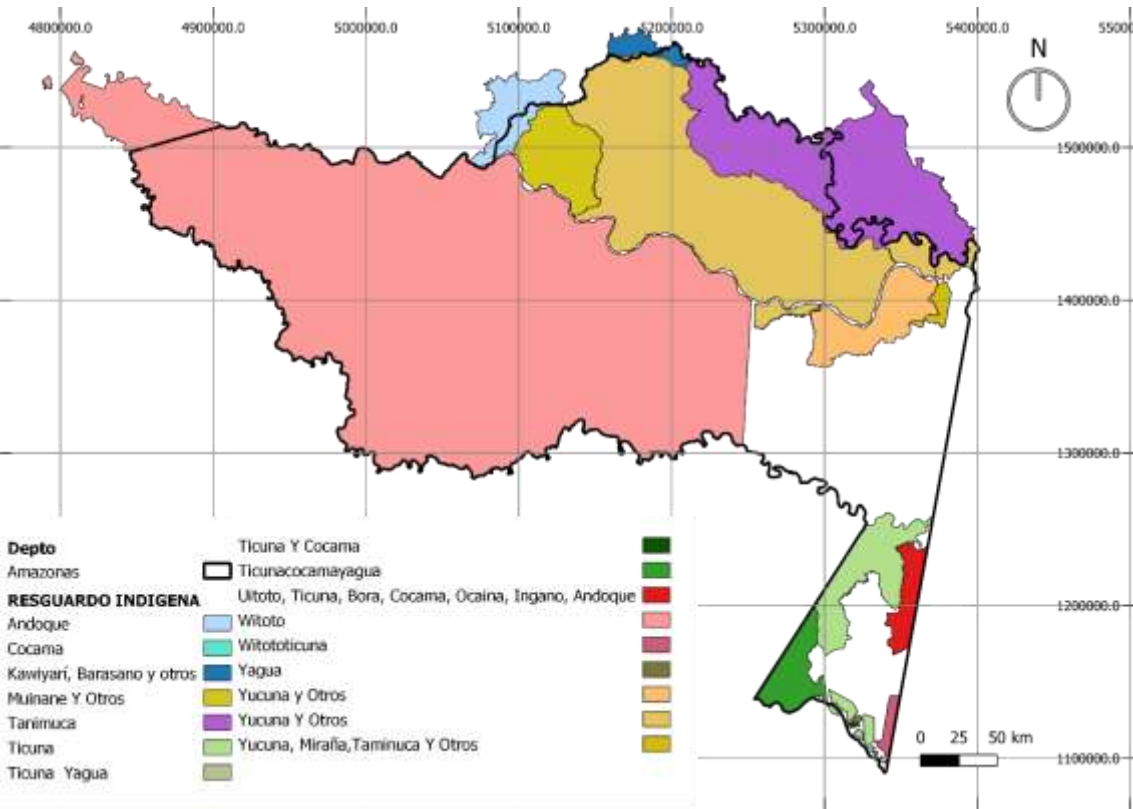 4800000.0 4900000.0 5000000.0 5100000.0 5200000.0 5300000.0 5400000.0 55000
N
1500000.0
1400000.0
1300000.0
1200000.0
1100000.0
0 25 50 km
Depto
Amazonas
RESGUARDO INDIGENA
Andoque
Cocama
Kawiyarí, Barasano y otros
Muinane Y Otros
Tanimuca
Ticuna
Ticuna Yagua
Ticuna Y Cocama
Ticunacocamayagua
Uitoto, Ticuna, Bora, Cocama, Ocaina, Ingano, Andoque
Witoto
Witototicuna
Yagua
Yucuna y Otros
Yucuna Y Otros
Yucuna, Miraña,Taminuca Y Otros